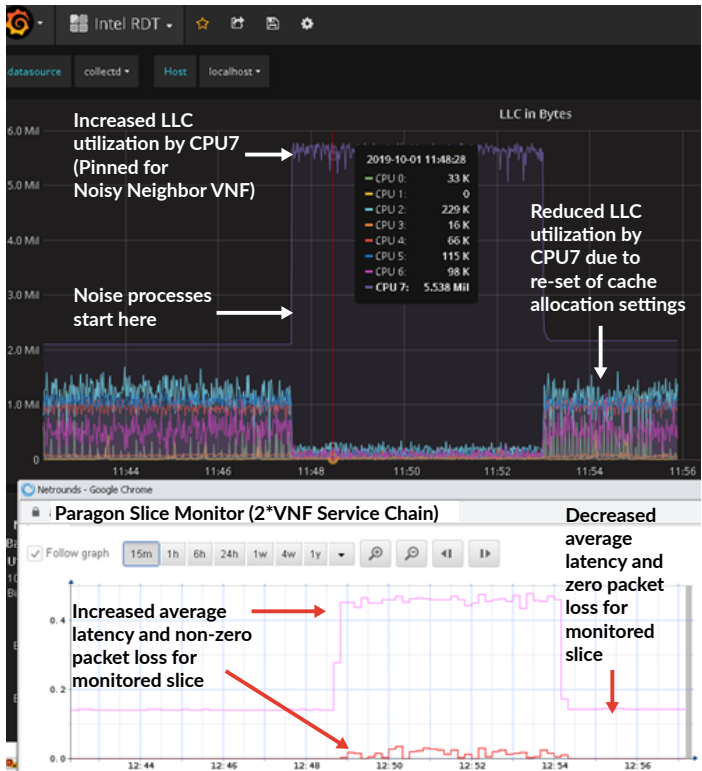 Intel RDT
datasource collectd Host localhost
LLC in Bytes
6.0 Mil
5.0 Mil
4.0 Mil
3.0 Mil
2.0 Mil
1.0 Mil
0
Increased LLC
utilization by CPU7
(Pinned for
Noisy Neighbor VNF)
2019-10-01 11:48:28
CPU 0: 33 K
CPU 1: 0
CPU 2: 229 K
CPU 3: 16 K
CPU 4: 66 K
CPU 5: 115 K
CPU 6: 98 K
CPU 7: 5.538 Mil
Reduced LLC
utilization by
CPU7 due to
re-set of cache
allocation settings
Noise processes
start here
11:44 11:46 11:48 11:50 11:52 11:54 11:56
Netrounds - Google Chrome
Paragon Slice Monitor (2*VNF Service Chain)
Follow graph 15m 1h 6h 24h 1w 4w 1y
Decreased
average
latency and
zero packet
loss for
monitored
slice
Increased average
latency and non-zero
packet loss for
monitored slice
0.4
0.2
0.0
12:44 12:46 12:48 12:50 12:52 12:54 12:56